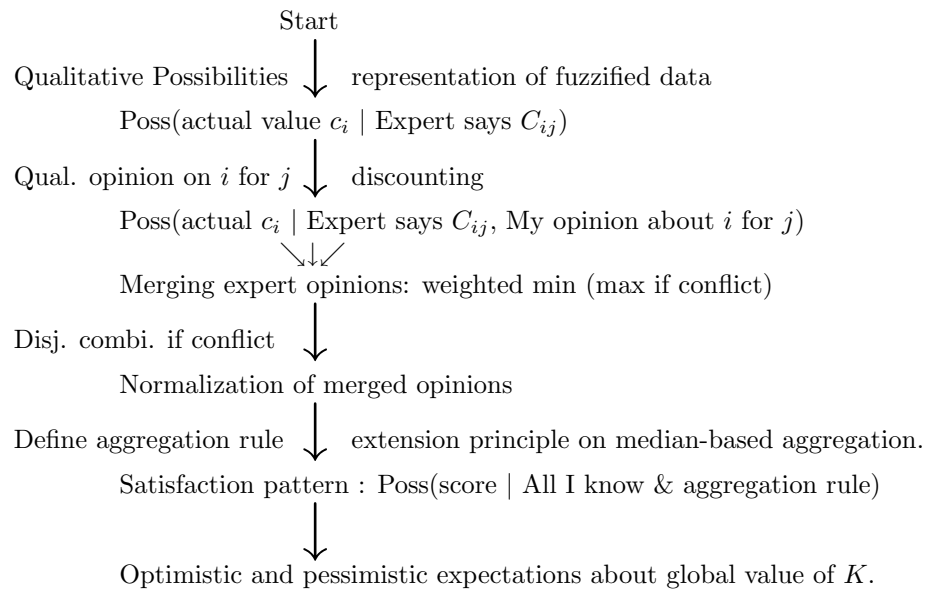 Start
Qualitative Possibilities representation of fuzzified data
Poss(actual value c_i | Expert says C_ij)
Qual. opinion on i for j discounting
Poss(actual c_i | Expert says C_ij, My opinion about i for j)
Merging expert opinions: weighted min (max if conflict)
Disj. combi. if conflict
Normalization of merged opinions
Define aggregation rule extension principle on median-based aggregation.
Satisfaction pattern : Poss(score | All I know & aggregation rule)
Optimistic and pessimistic expectations about global value of K.